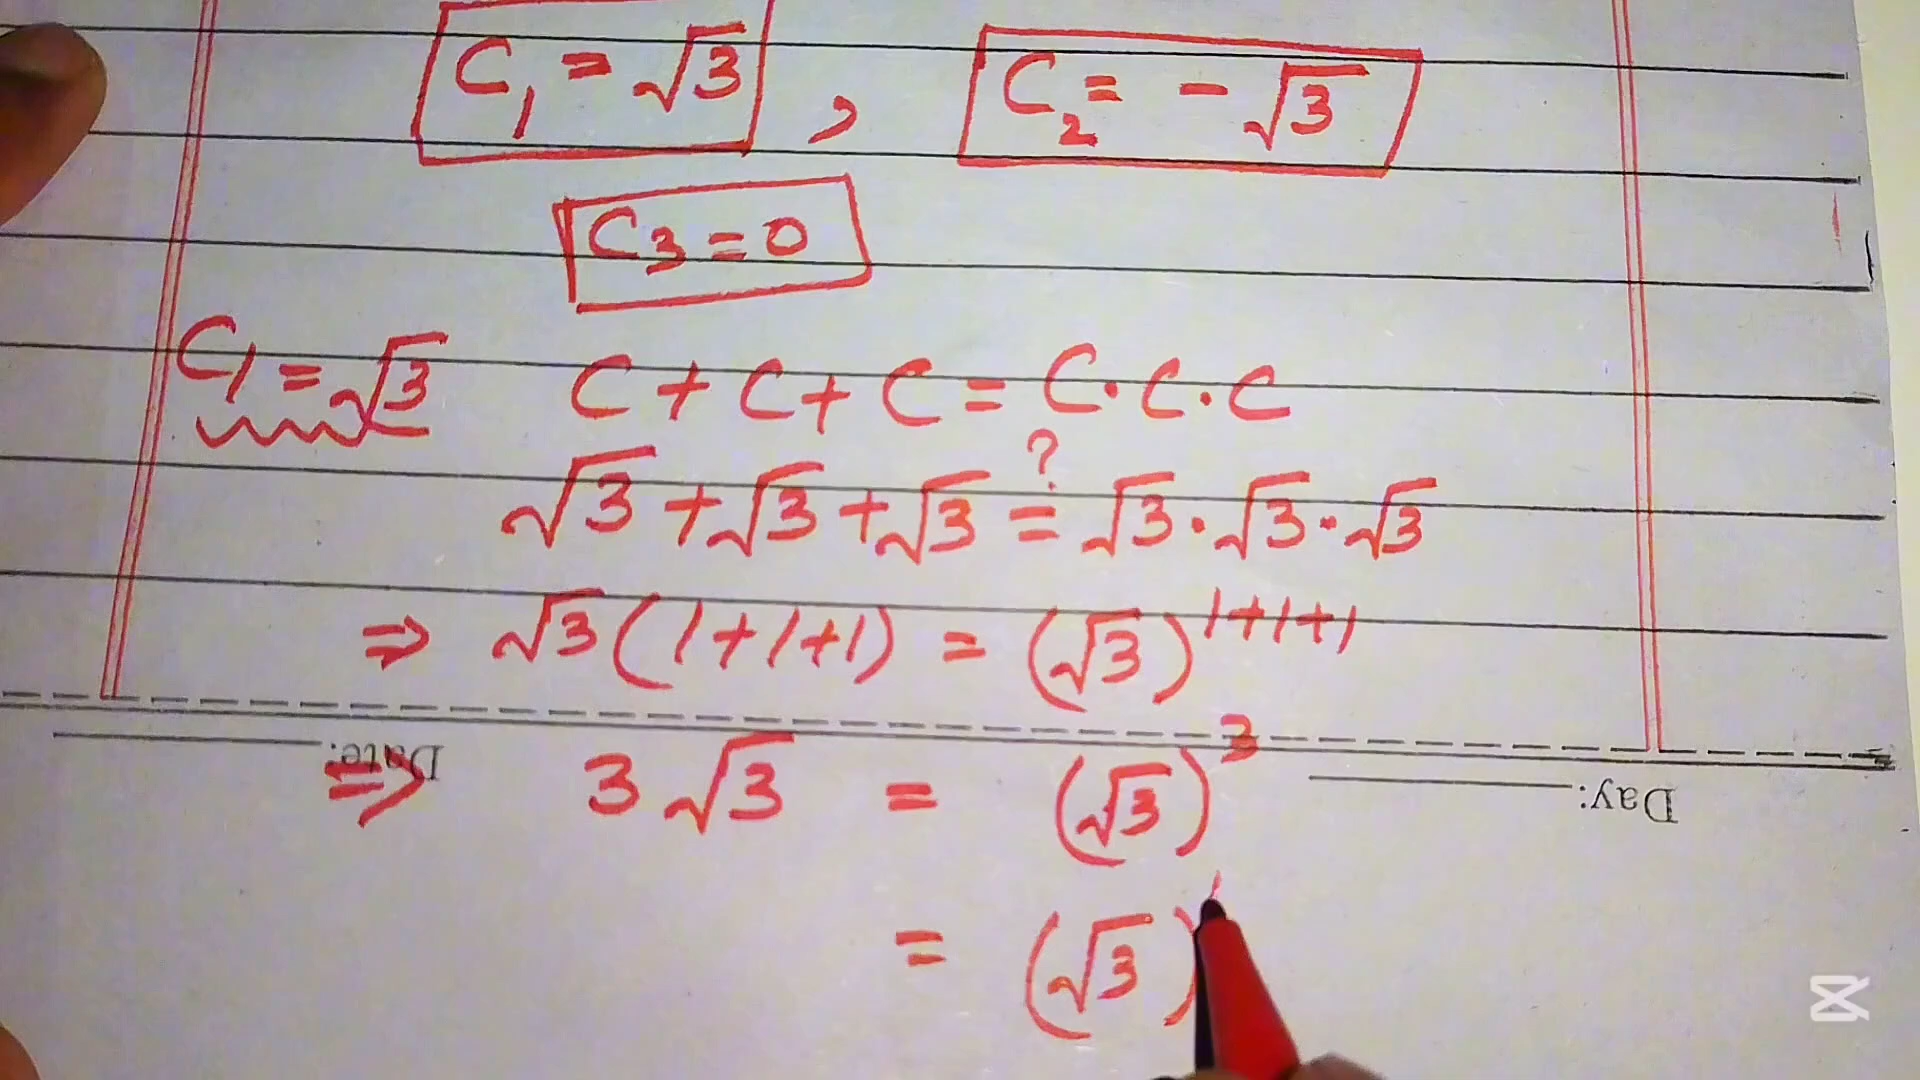 C₁ = √3 , C₂ = - √3
C₃ = 0
C₁ = √3 C + C + C = C · C · C
√3 + √3 + √3 =? √3 · √3 · √3
⇒ √3 (1+1+1) = (√3)¹⁺¹⁺¹
Date:
⇒ 3√3 = (√3)³
Day:
= (√3)